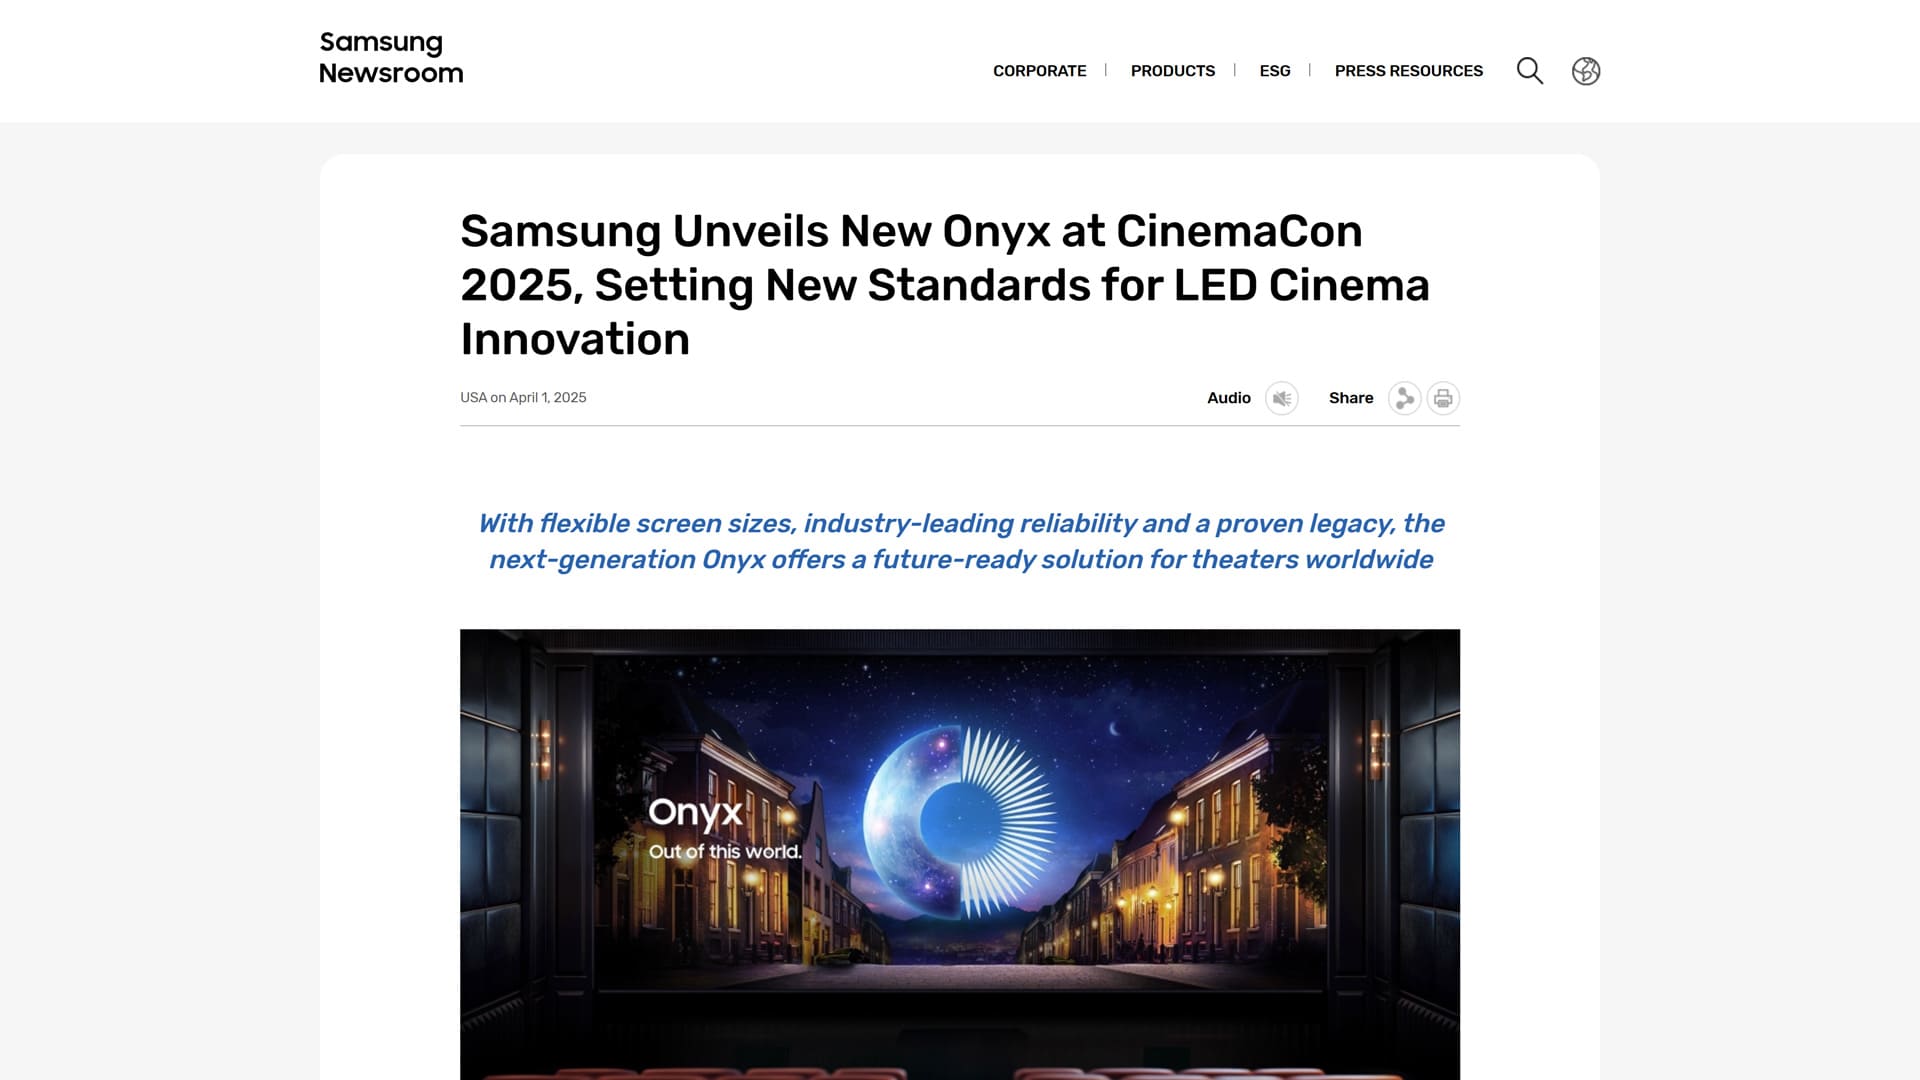 Samsung
Newsroom
CORPORATE
PRODUCTS
ESG
PRESS RESOURCES
Samsung Unveils New Onyx at CinemaCon
2025, Setting New Standards for LED Cinema
Innovation
USA on April 1, 2025
Audio
Share
With flexible screen sizes, industry-leading reliability and a proven legacy, the
next-generation Onyx offers a future-ready solution for theaters worldwide
Onyx
Out of this world.